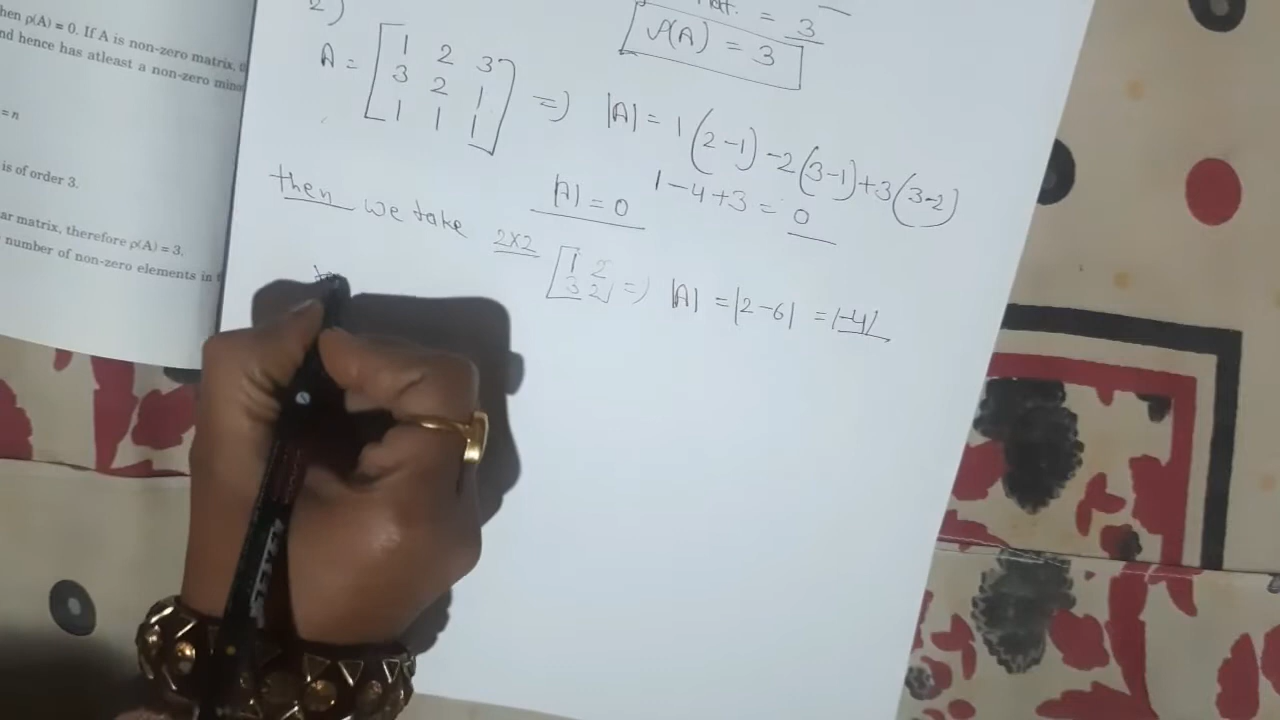 hen ρ(A) = 0. If A is non-zero matrix,
nd hence has atleast a non-zero mino
= n
is of order 3.
ar matrix, therefore ρ(A) = 3.
number of non-zero elements in
= 3
ρ(A) = 3
2)
A = [1 2 3
3 2 1
1 1 1] => |A| = 1(2-1) -2(3-1)+3(3-2)
1-4+3 = 0
|A| = 0
then we take 2x2 [1 2
3 2] => |A| = |2-6| = |-4|